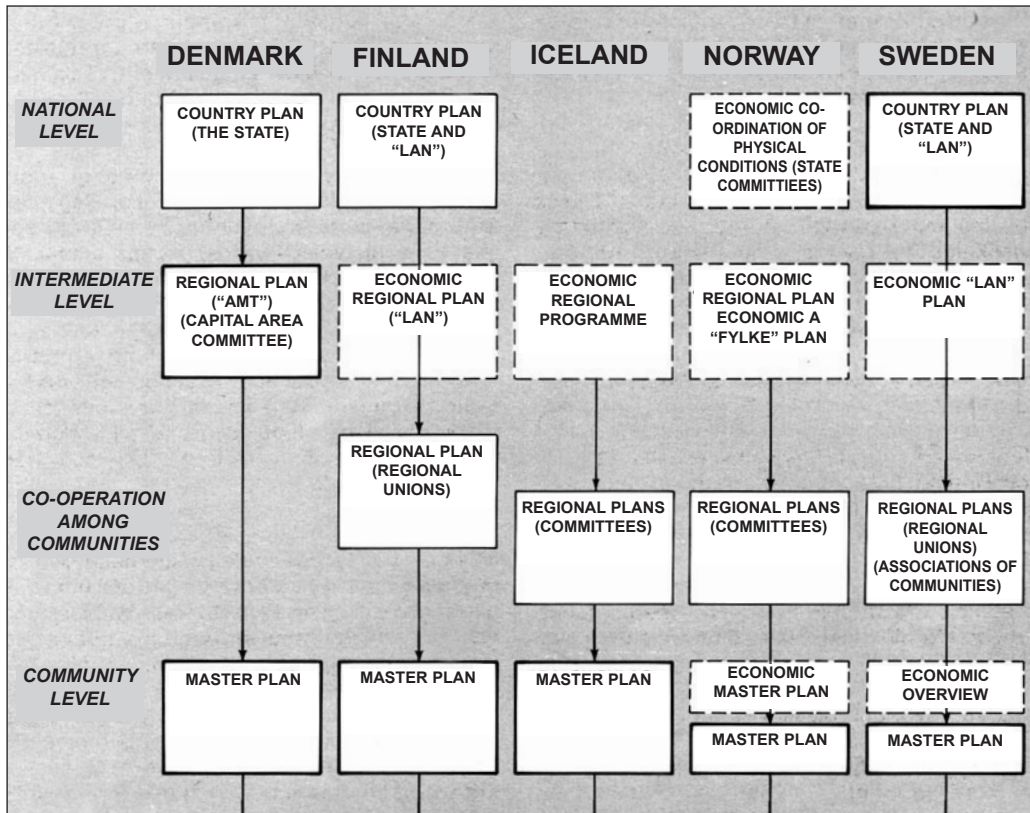 DENMARK
FINLAND
ICELAND
NORWAY
SWEDEN
NATIONAL
LEVEL
COUNTRY PLAN
(THE STATE)
COUNTRY PLAN
(STATE AND
“LAN”)
ECONOMIC CO-
ORDINATION OF
PHYSICAL
CONDITIONS (STATE
COMMITIEES)
COUNTRY PLAN
(STATE AND
“LAN”)
INTERMEDIATE
LEVEL
REGIONAL PLAN
(“AMT”)
(CAPITAL AREA
COMMITTEE)
ECONOMIC
REGIONAL PLAN
(“LAN”)
ECONOMIC
REGIONAL
PROGRAMME
ECONOMIC
REGIONAL PLAN
ECONOMIC A
“FYLKE” PLAN
ECONOMIC “LAN”
PLAN
CO-OPERATION
AMONG
COMMUNITIES
REGIONAL PLAN
(REGIONAL
UNIONS)
REGIONAL PLANS
(COMMITTEES)
REGIONAL PLANS
(COMMITTEES)
REGIONAL PLANS
(REGIONAL
UNIONS)
(ASSOCIATIONS OF
COMMUNITIES)
COMMUNITY
LEVEL
MASTER PLAN
MASTER PLAN
MASTER PLAN
ECONOMIC
MASTER PLAN
MASTER PLAN
ECONOMIC
OVERVIEW
MASTER PLAN